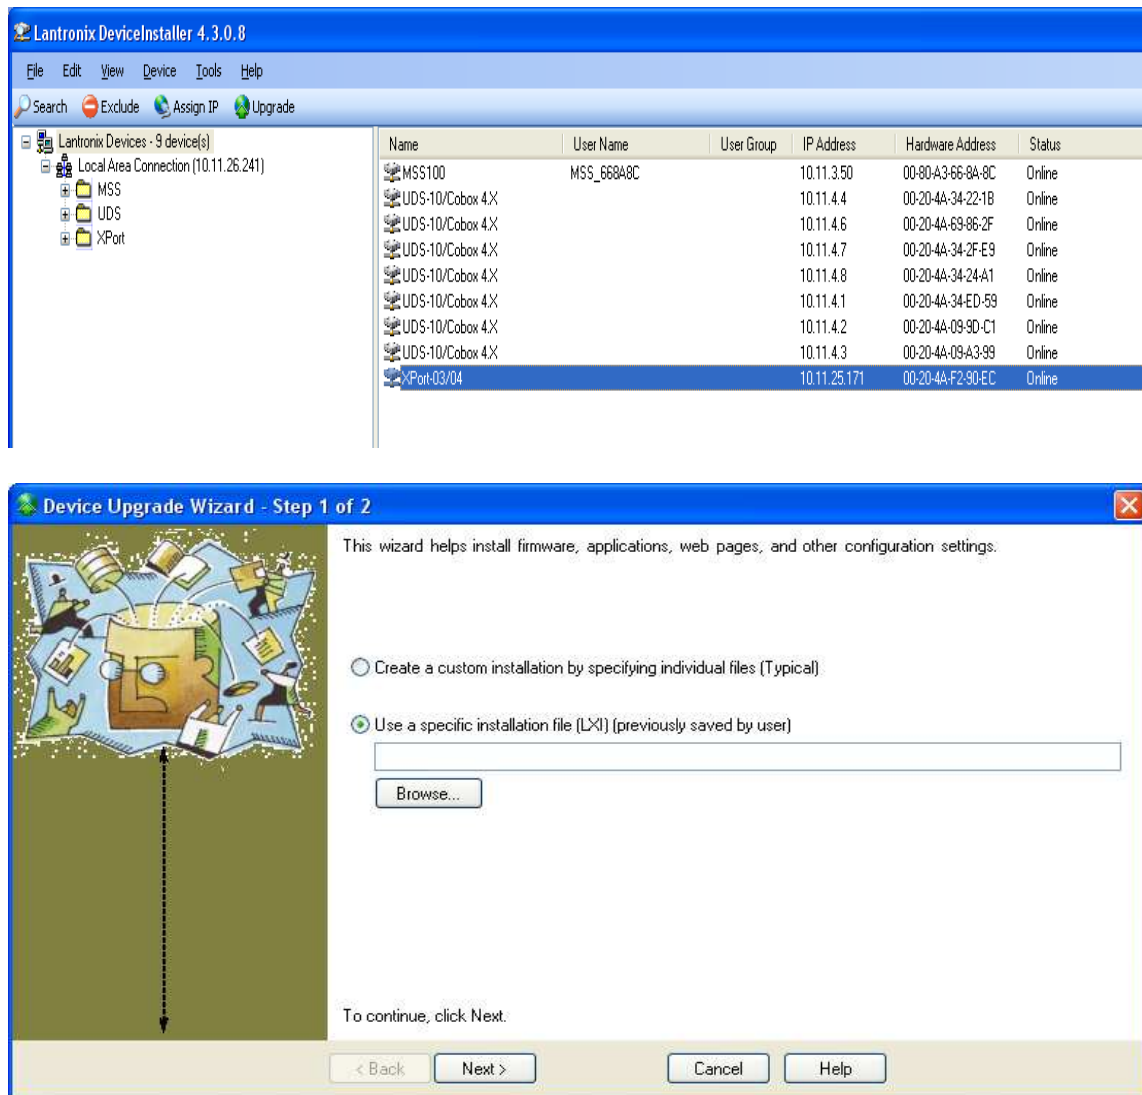 Lantronix DeviceInstaller 4.3.0.8
File Edit View Device Tools Help
Search Exclude Assign IP Upgrade
Lantronix Devices - 9 device(s)
Local Area Connection (10.11.26.241)
MSS
UDS
XPort
Name User Name User Group IP Address Hardware Address Status
MSS100 MSS_668A8C 10.11.3.50 00-80-A3-66-8A-8C Online
UDS-10/Cobox 4.X 10.11.4.4 00-20-4A-34-22-1B Online
UDS-10/Cobox 4.X 10.11.4.6 00-20-4A-69-86-2F Online
UDS-10/Cobox 4.X 10.11.4.7 00-20-4A-34-2F-E9 Online
UDS-10/Cobox 4.X 10.11.4.8 00-20-4A-34-24-A1 Online
UDS-10/Cobox 4.X 10.11.4.1 00-20-4A-34-ED-59 Online
UDS-10/Cobox 4.X 10.11.4.2 00-20-4A-09-9D-C1 Online
UDS-10/Cobox 4.X 10.11.4.3 00-20-4A-09-A3-99 Online
XPort-03/04 10.11.25.171 00-20-4A-F2-90-EC Online
Device Upgrade Wizard - Step 1 of 2
This wizard helps install firmware, applications, web pages, and other configuration settings.
Create a custom installation by specifying individual files (Typical)
Use a specific installation file (LXI) (previously saved by user)
Browse...
To continue, click Next.
< Back Next > Cancel Help